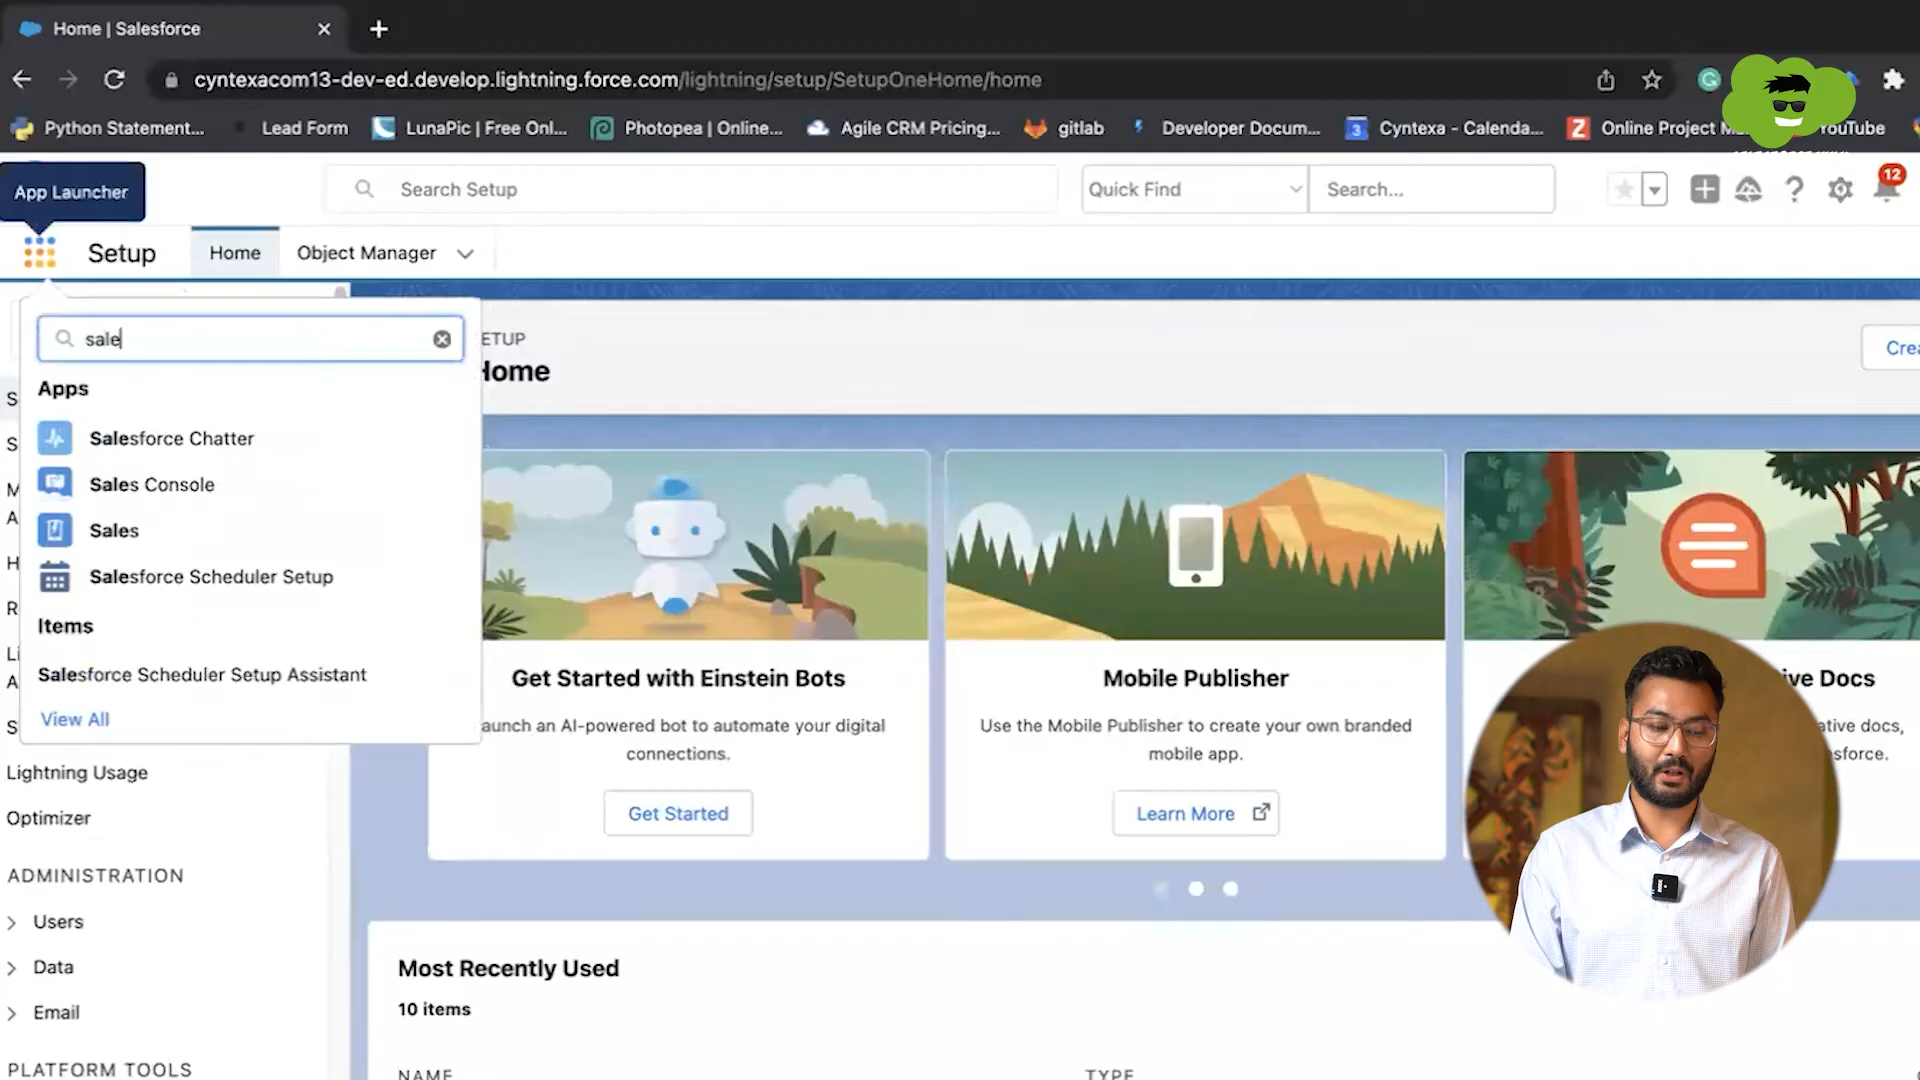 Home | Salesforce
cyntexacom13-dev-ed.develop.lightning.force.com/lightning/setup/SetupOneHome/home
Python Statement... Lead Form LunaPic | Free Onl... Photopea | Online... Agile CRM Pricing... gitlab Developer Docum... 3 Cyntexa - Calenda... Z Online Project YouTube
App Launcher
Search Setup
Quick Find
Search...
12
Setup
Home
Object Manager
sale
Apps
Salesforce Chatter
Sales Console
Sales
Salesforce Scheduler Setup
Items
Salesforce Scheduler Setup Assistant
View All
Lightning Usage
Optimizer
ADMINISTRATION
Users
Data
Email
PLATFORM TOOLS
ETUP
Home
Crea
Get Started with Einstein Bots
aunch an AI-powered bot to automate your digital
connections.
Get Started
Mobile Publisher
Use the Mobile Publisher to create your own branded
mobile app.
Learn More
ive Docs
ative docs,
esforce.
Most Recently Used
10 items
NAME
TYPE